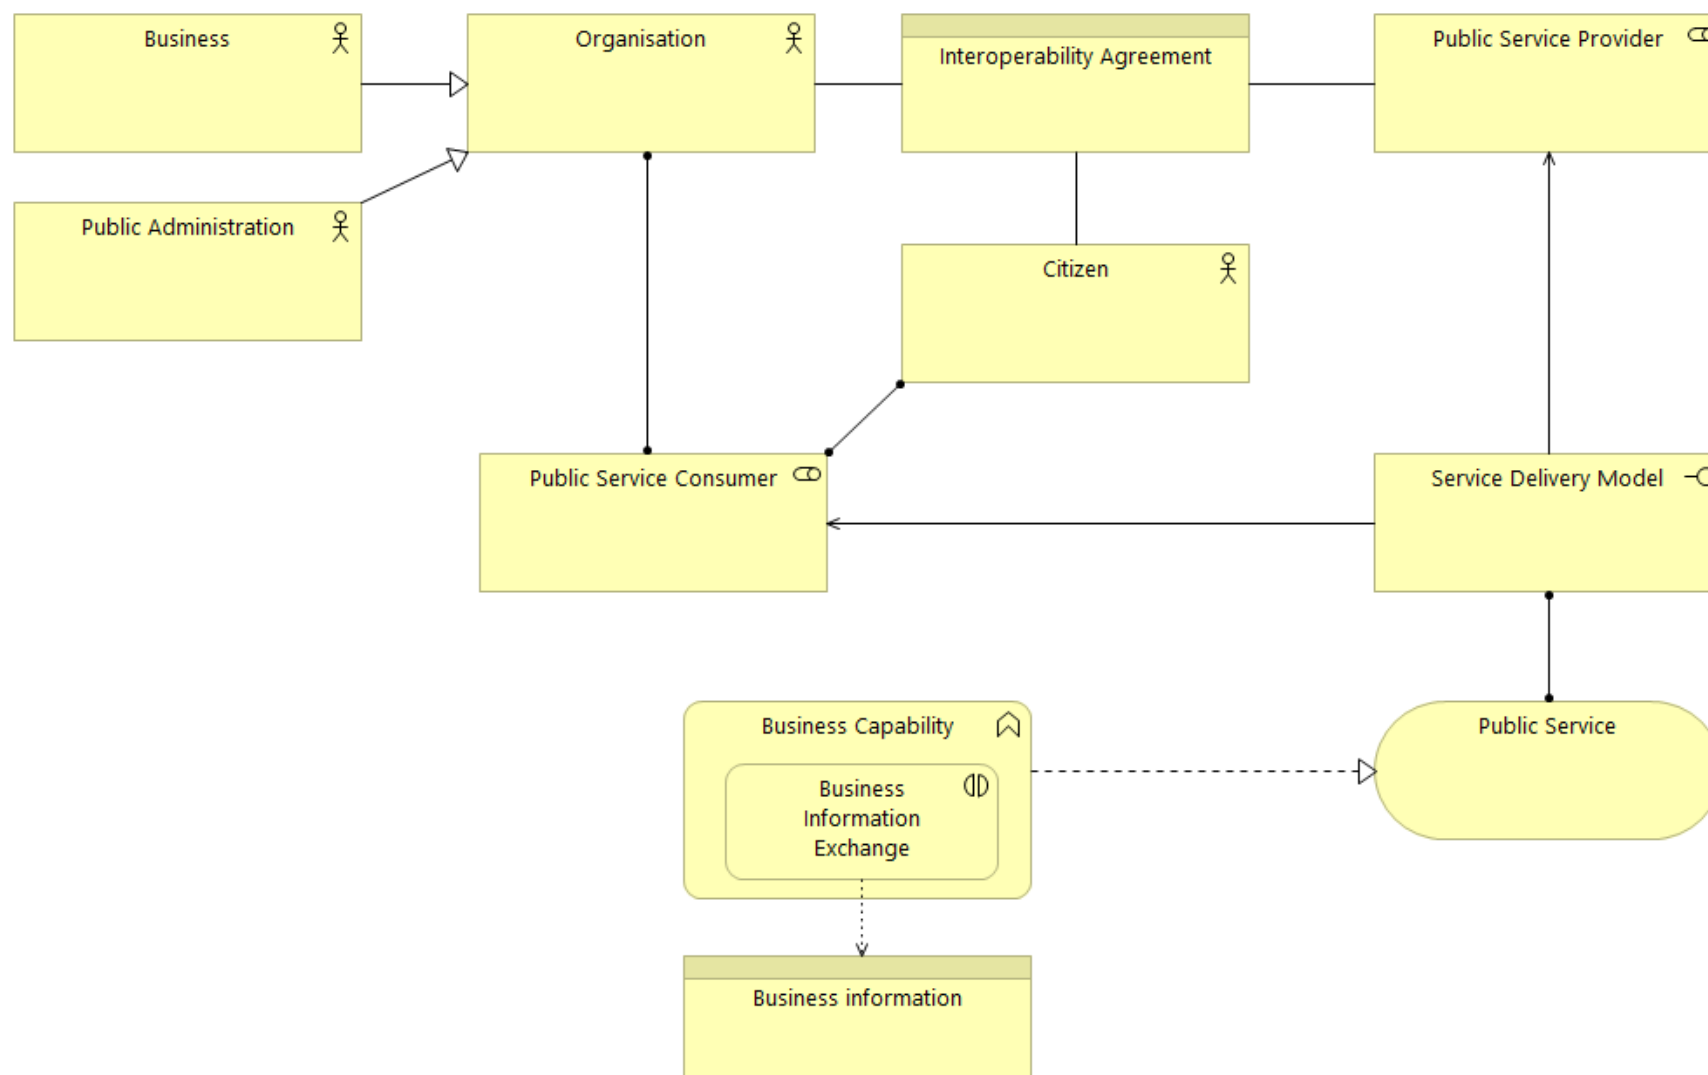 Business
Organisation
Interoperability Agreement
Public Service Provider
Public Administration
Citizen
Public Service Consumer
Service Delivery Model
Business Capability
Public Service
Business
Information
Exchange
Business information